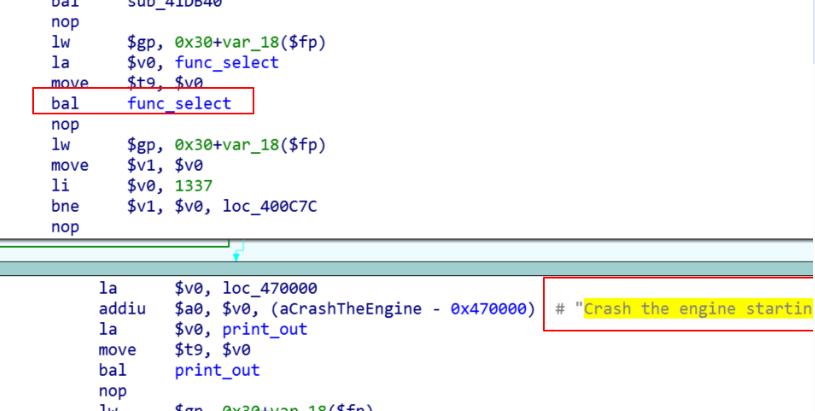 bal sub_41DB40
nop
lw $gp, 0x30+var_18($fp)
la $v0, func_select
move $t9, $v0
bal func_select
nop
lw $gp, 0x30+var_18($fp)
move $v1, $v0
li $v0, 1337
bne $v1, $v0, loc_400C7C
nop
la $v0, loc_470000
addiu $a0, $v0, (aCrashTheEngine - 0x470000) # "Crash the engine startin
la $v0, print_out
move $t9, $v0
bal print_out
nop
lw $gp, 0x30+var_18($fp)